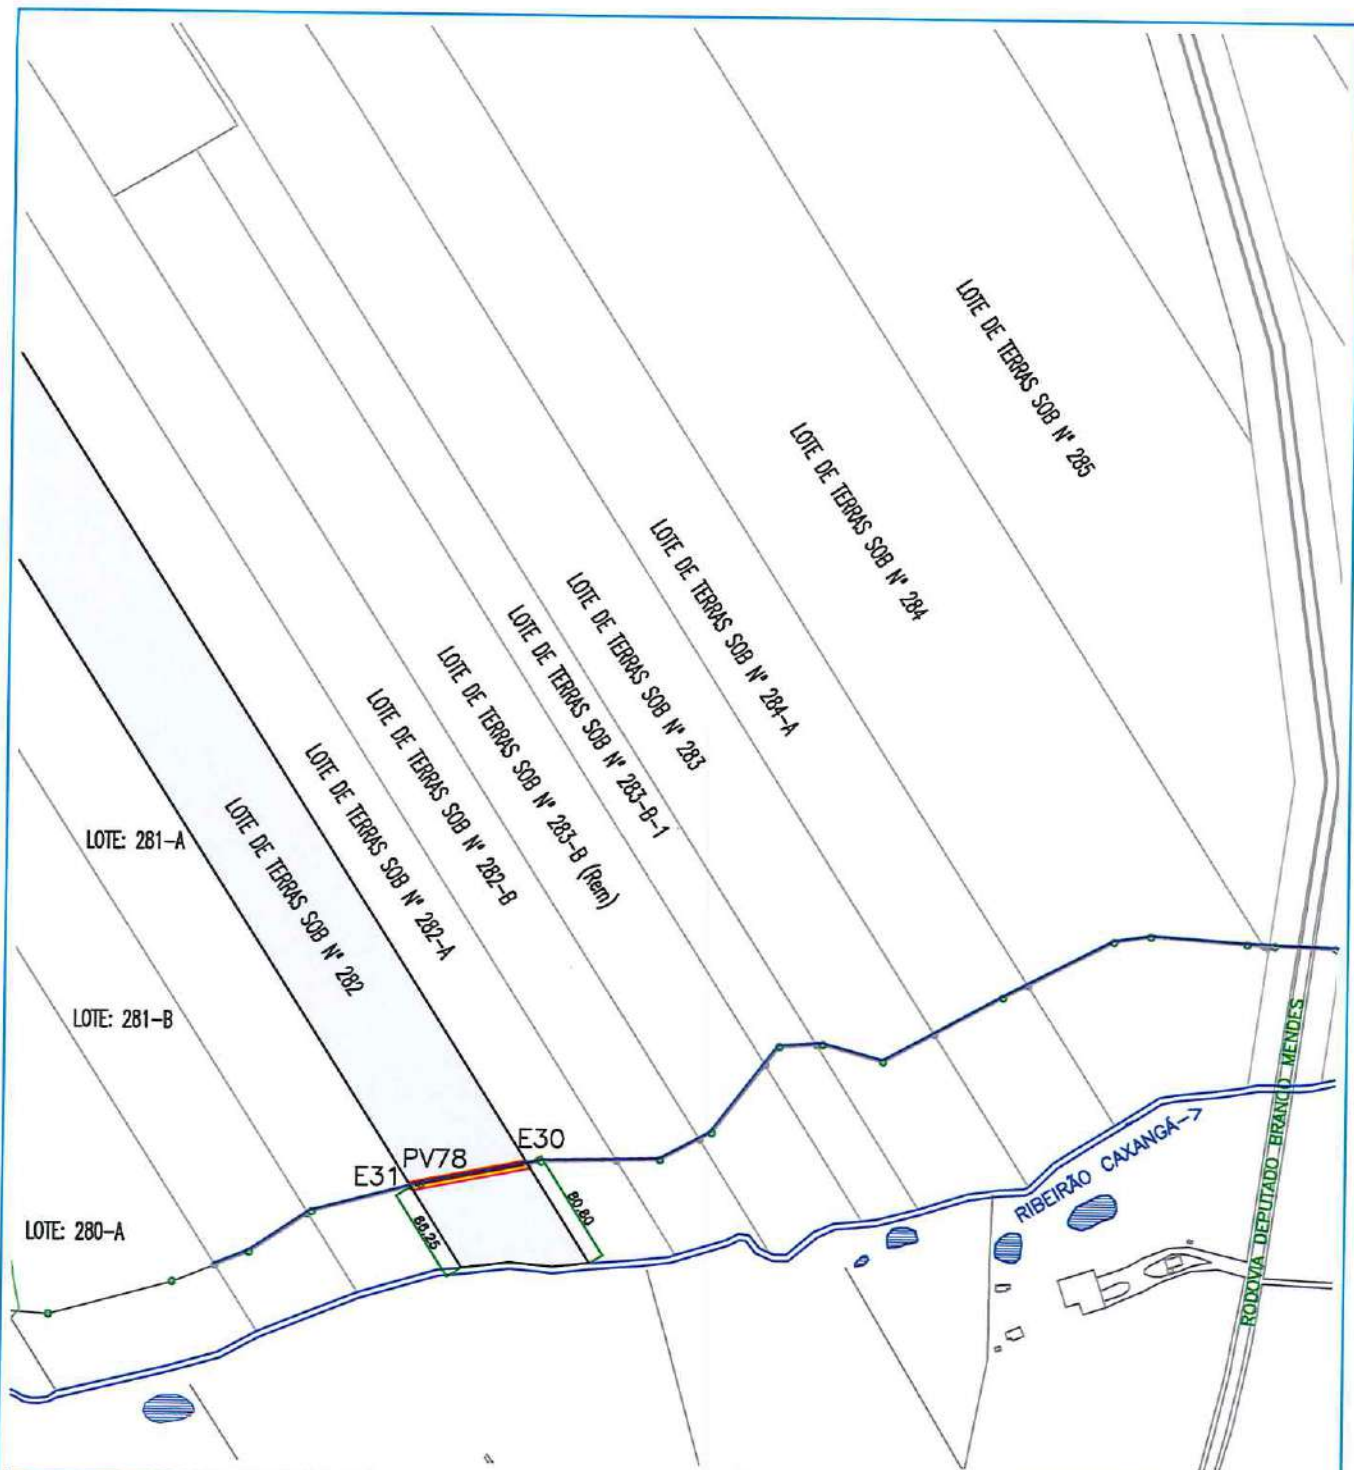 LOTE DE TERRAS SOB Nº 285
LOTE DE TERRAS SOB Nº 284
LOTE DE TERRAS SOB Nº 284-A
LOTE DE TERRAS SOB Nº 283
LOTE DE TERRAS SOB Nº 283-B-1
LOTE DE TERRAS SOB Nº 283-B (Rem)
LOTE DE TERRAS SOB Nº 282-B
LOTE DE TERRAS SOB Nº 282-A
LOTE DE TERRAS SOB Nº 282
LOTE: 281-A
LOTE: 281-B
LOTE: 280-A
E31
PV78
E30
80.80
RIBEIRÃO CAXANGÁ->
RODOVIA DEPUTADO BRANCO MENDES